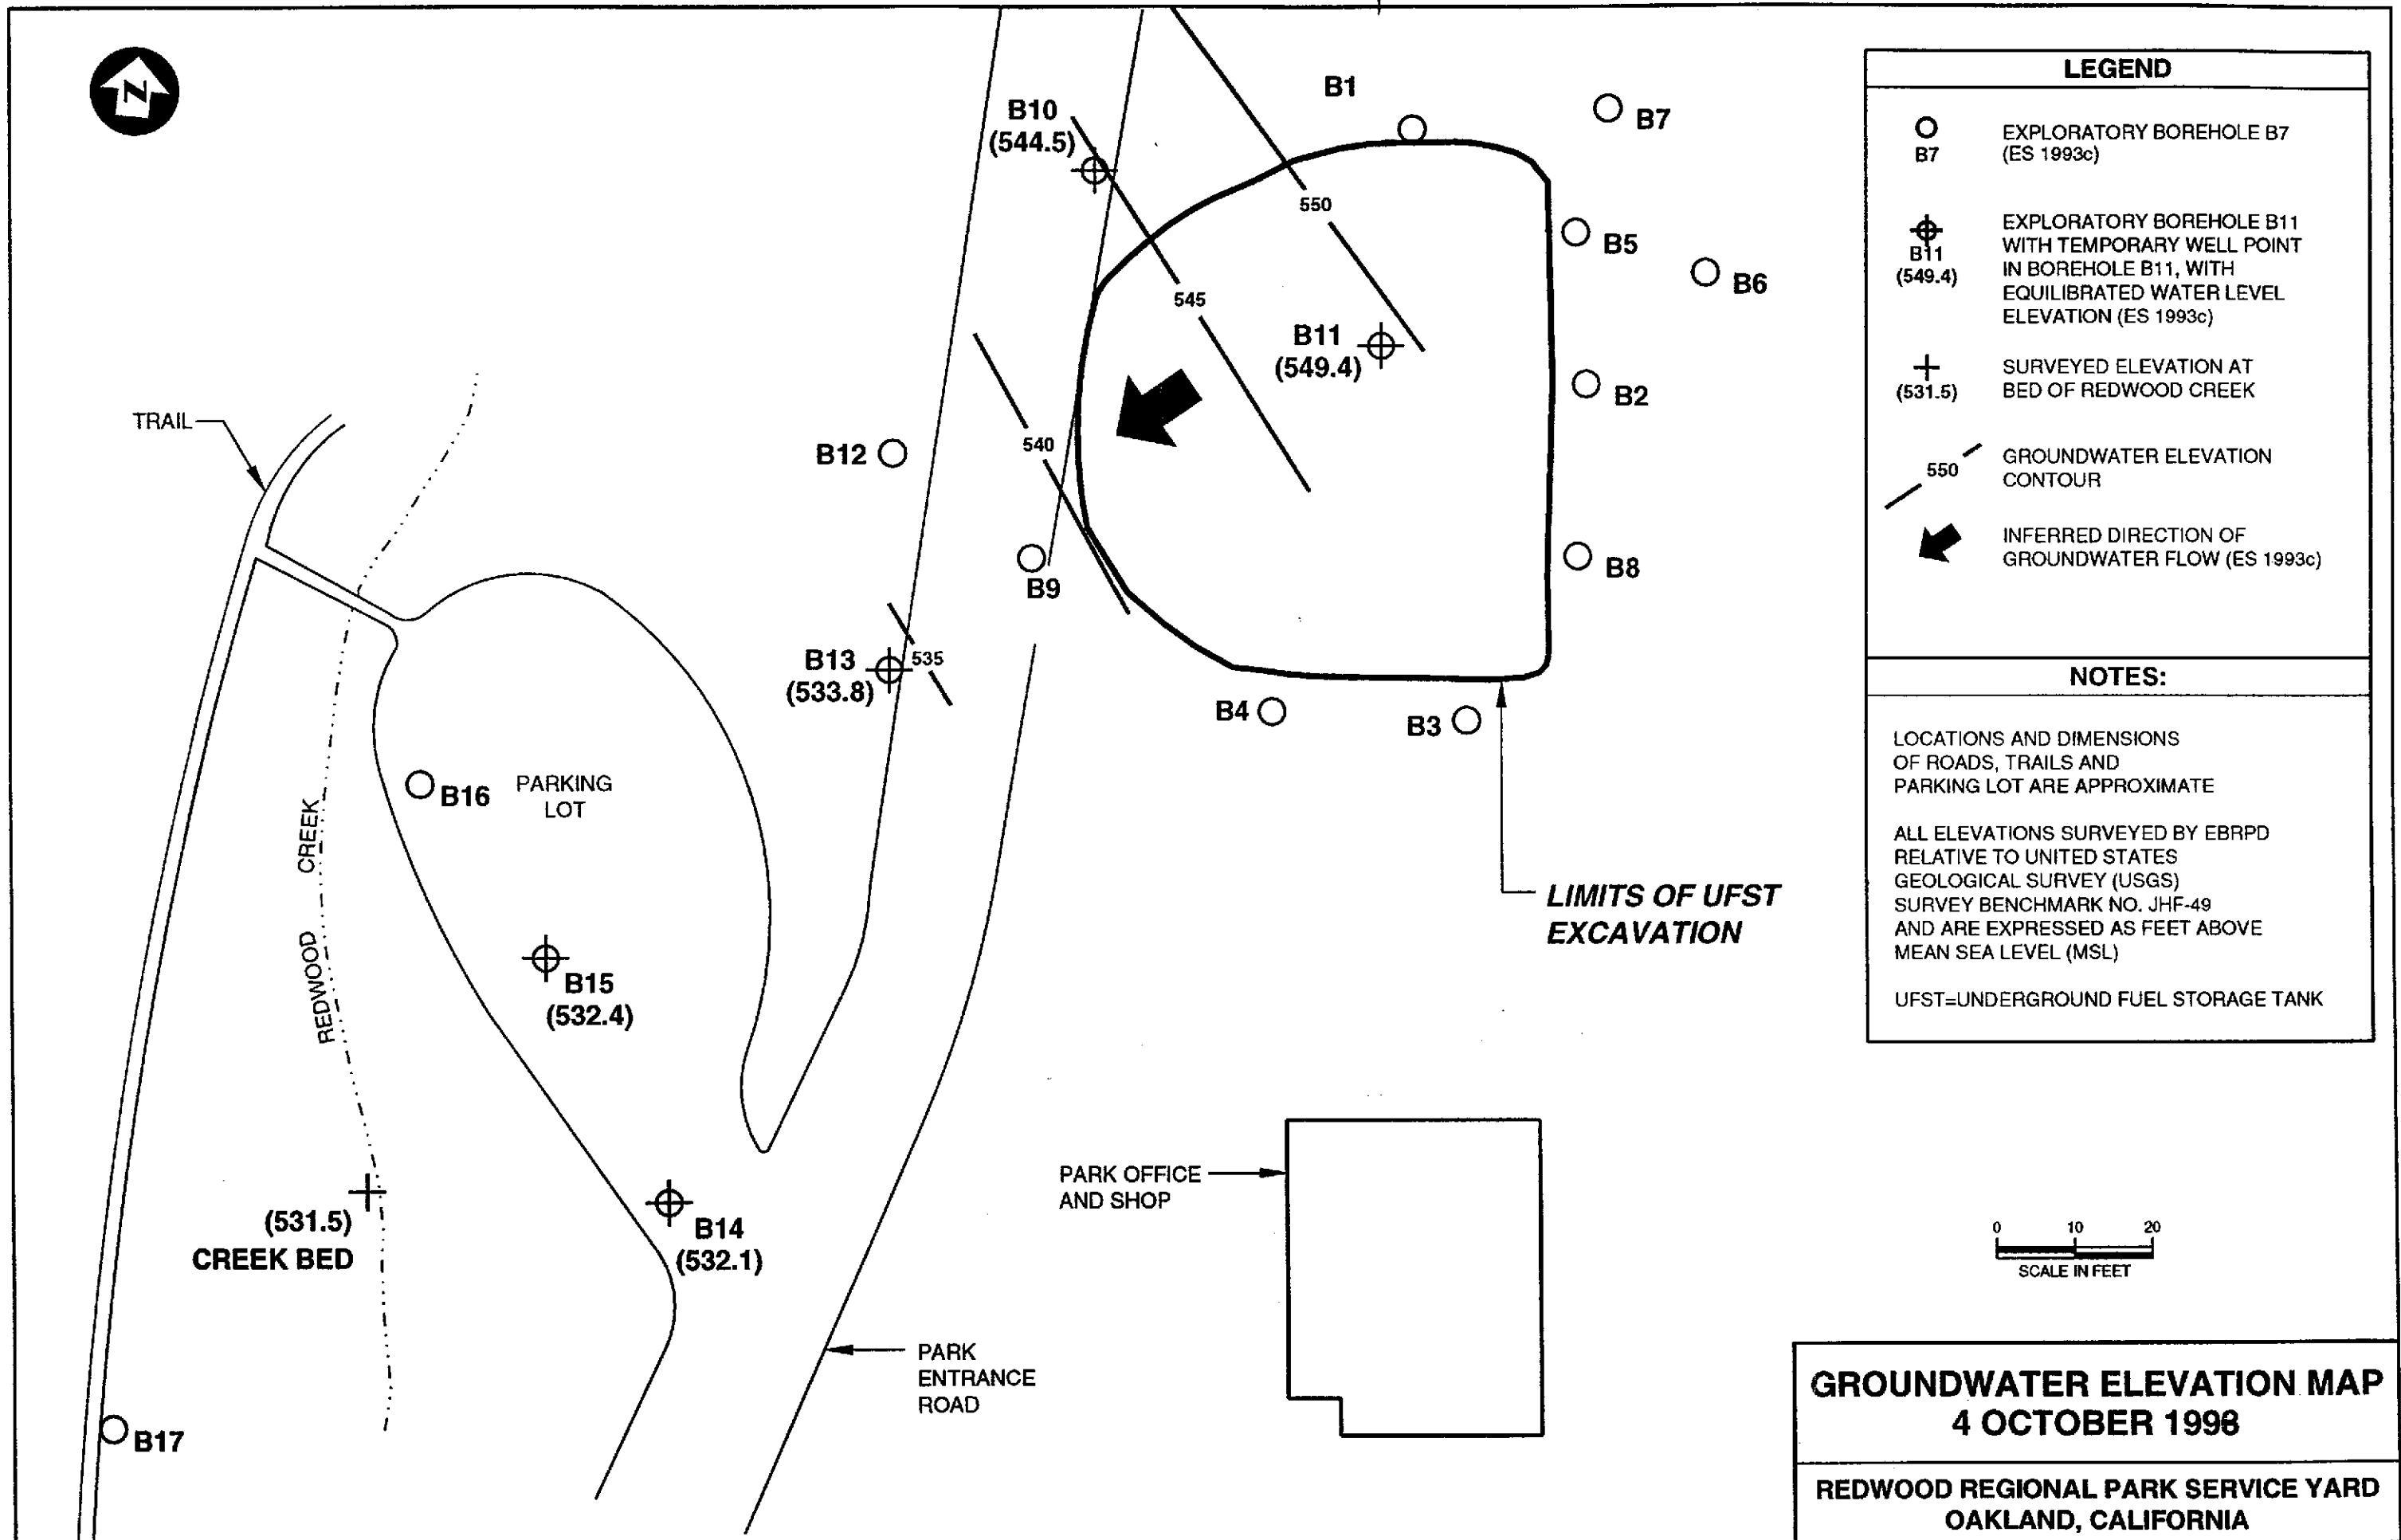 N
B1
B7
B10
(544.5)
550
B5
B6
545
B11
(549.4)
B2
TRAIL
540
B12
B8
B9
B13
(533.8)
535
B4
B3
B16
PARKING
LOT
REDWOOD CREEK
LIMITS OF UFST
EXCAVATION
B15
(532.4)
PARK OFFICE
AND SHOP
(531.5)
CREEK BED
B14
(532.1)
PARK
ENTRANCE
ROAD
B17
LEGEND
B7
EXPLORATORY BOREHOLE B7
(ES 1993c)
B11
(549.4)
EXPLORATORY BOREHOLE B11
WITH TEMPORARY WELL POINT
IN BOREHOLE B11, WITH
EQUILIBRATED WATER LEVEL
ELEVATION (ES 1993c)
(531.5)
SURVEYED ELEVATION AT
BED OF REDWOOD CREEK
550
GROUNDWATER ELEVATION
CONTOUR
INFERRED DIRECTION OF
GROUNDWATER FLOW (ES 1993c)
NOTES:
LOCATIONS AND DIMENSIONS
OF ROADS, TRAILS AND
PARKING LOT ARE APPROXIMATE
ALL ELEVATIONS SURVEYED BY EBRPD
RELATIVE TO UNITED STATES
GEOLOGICAL SURVEY (USGS)
SURVEY BENCHMARK NO. JHF-49
AND ARE EXPRESSED AS FEET ABOVE
MEAN SEA LEVEL (MSL)
UFST=UNDERGROUND FUEL STORAGE TANK
0 10 20
SCALE IN FEET
GROUNDWATER ELEVATION MAP
4 OCTOBER 1998
REDWOOD REGIONAL PARK SERVICE YARD
OAKLAND, CALIFORNIA